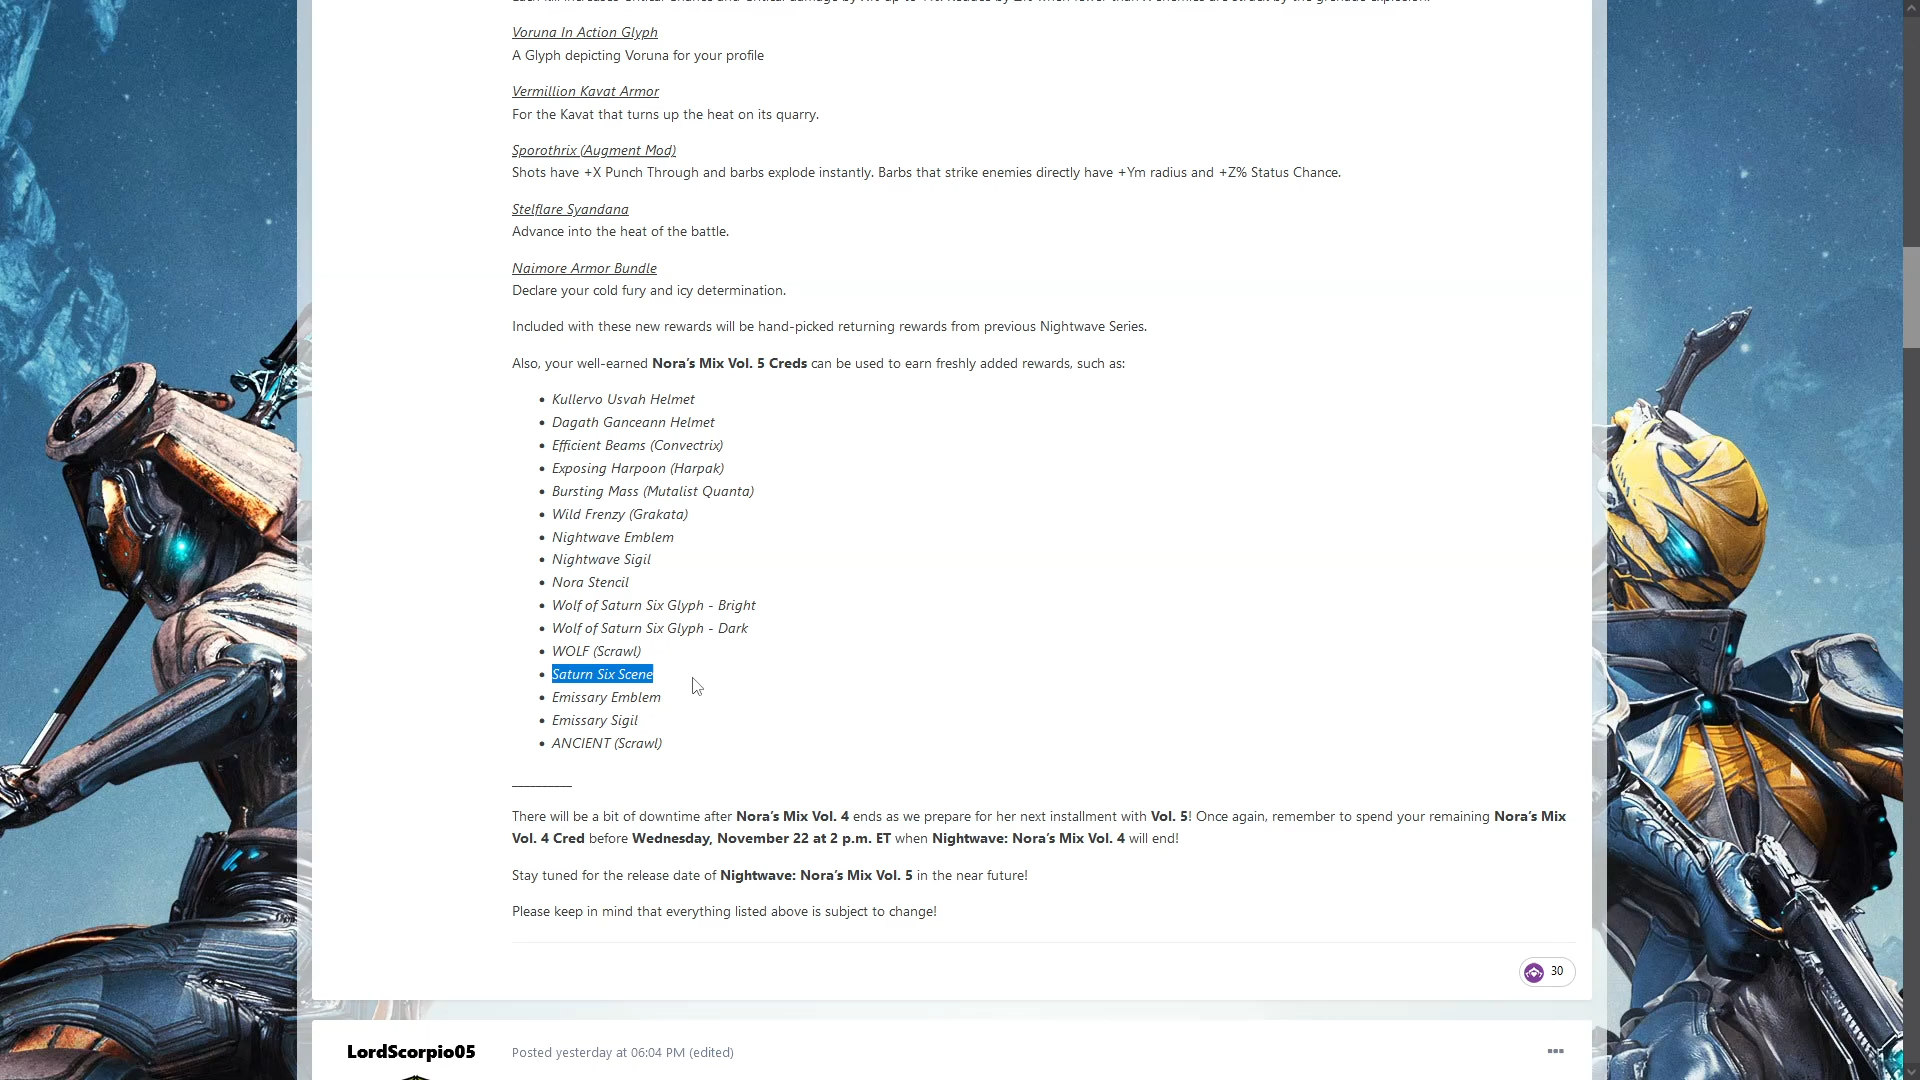 Voruna In Action Glyph
A Glyph depicting Voruna for your profile
Vermillion Kavat Armor
For the Kavat that turns up the heat on its quarry.
Sporothrix (Augment Mod)
Shots have +X Punch Through and barbs explode instantly. Barbs that strike enemies directly have +Ym radius and +Z% Status Chance.
Stelflare Syandana
Advance into the heat of the battle.
Naimore Armor Bundle
Declare your cold fury and icy determination.
Included with these new rewards will be hand-picked returning rewards from previous Nightwave Series.
Also, your well-earned Nora’s Mix Vol. 5 Creds can be used to earn freshly added rewards, such as:
• Kullervo Usvah Helmet
• Dagath Ganceann Helmet
• Efficient Beams (Convectrix)
• Exposing Harpoon (Harpak)
• Bursting Mass (Mutalist Quanta)
• Wild Frenzy (Grakata)
• Nightwave Emblem
• Nightwave Sigil
• Nora Stencil
• Wolf of Saturn Six Glyph - Bright
• Wolf of Saturn Six Glyph - Dark
• WOLF (Scrawl)
• Saturn Six Scene
• Emissary Emblem
• Emissary Sigil
• ANCIENT (Scrawl)
There will be a bit of downtime after Nora’s Mix Vol. 4 ends as we prepare for her next installment with Vol. 5! Once again, remember to spend your remaining Nora’s Mix
Vol. 4 Cred before Wednesday, November 22 at 2 p.m. ET when Nightwave: Nora’s Mix Vol. 4 will end!
Stay tuned for the release date of Nightwave: Nora’s Mix Vol. 5 in the near future!
Please keep in mind that everything listed above is subject to change!
30
LordScorpio05 Posted yesterday at 06:04 PM (edited)